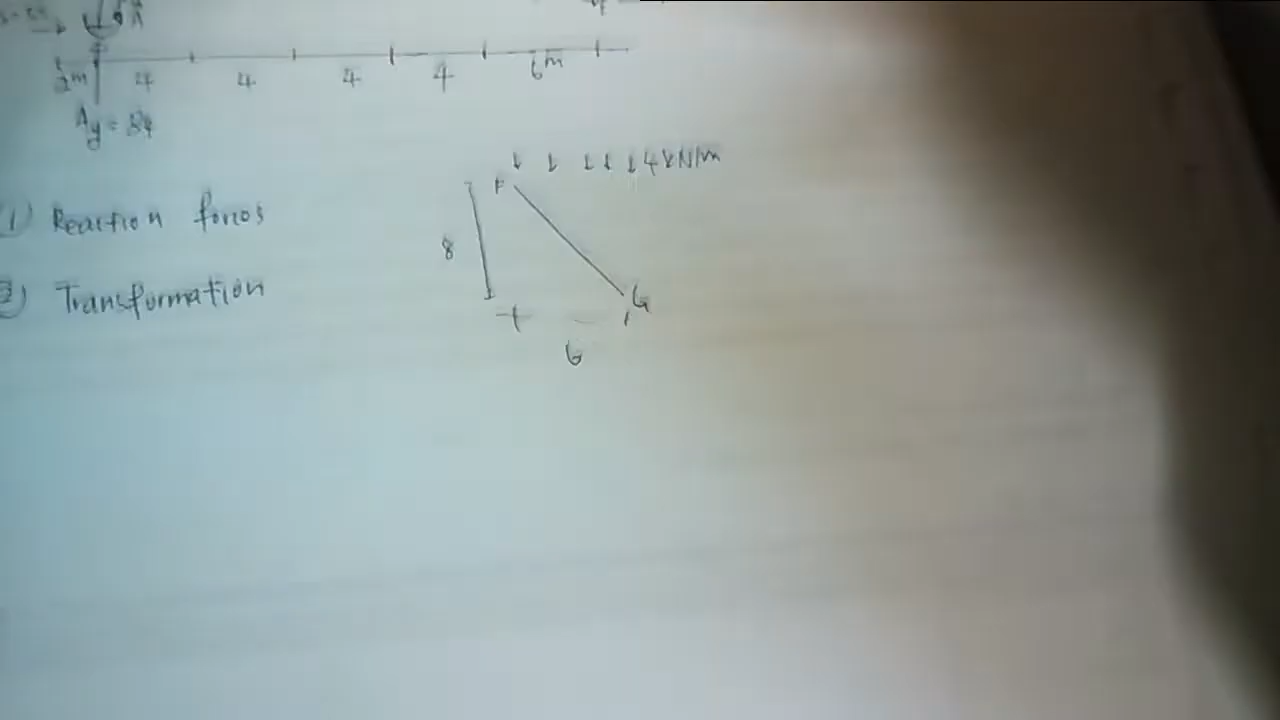 4 4 4 4 6m
Ay = 84
4kN/m
F
1) Reaction forces
8
2) Transformation
G
6